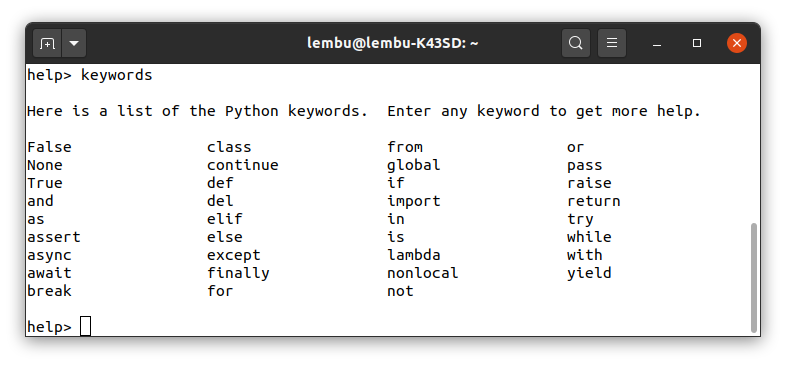 lembu@lembu-K43SD: ~
help> keywords
Here is a list of the Python keywords.  Enter any keyword to get more help.
False               class               from                or
None                continue            global              pass
True                def                 if                  raise
and                 del                 import              return
as                  elif                in                  try
assert              else                is                  while
async               except              lambda              with
await               finally             nonlocal            yield
break               for                 not
help>